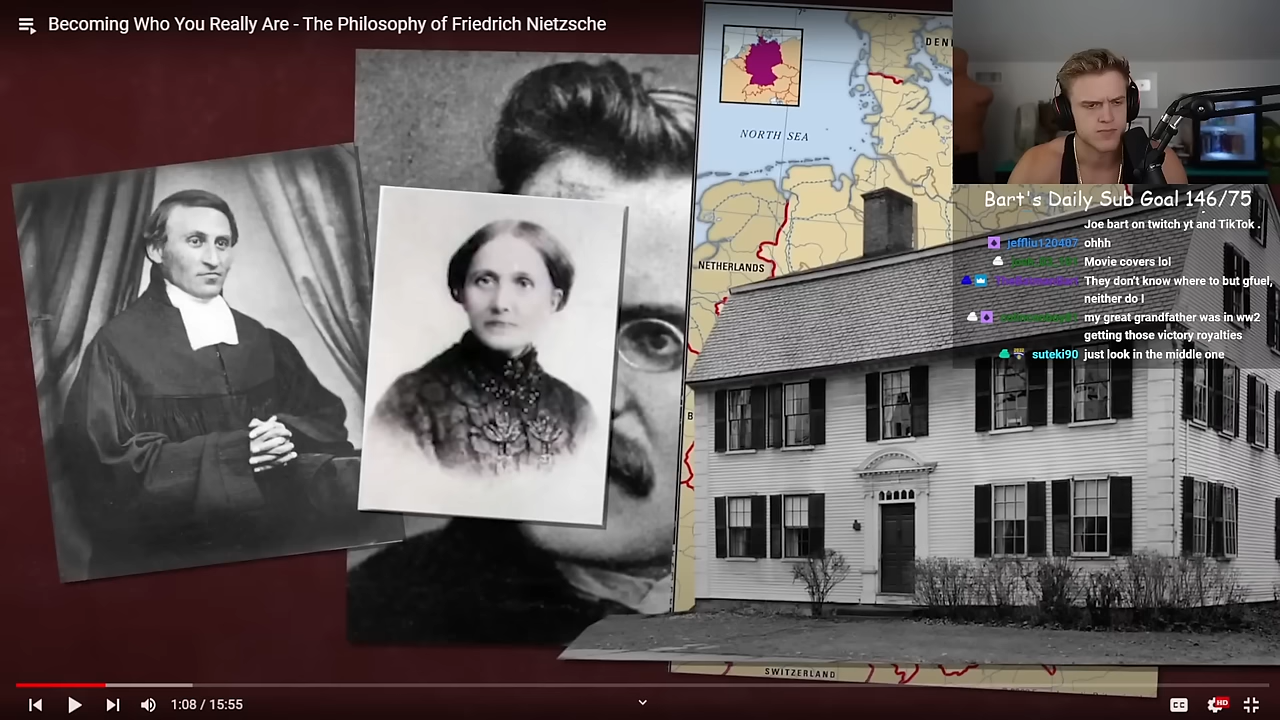 Becoming Who You Really Are - The Philosophy of Friedrich Nietzsche
NORTH SEA
NETHERLANDS
SWITZERLAND
Bart's Daily Sub Goal 146/75
Joe bart on twitch yt and TikTok .
jeffliu120407 ohhh
Movie covers lol
They don't know where to but gfuel,
neither do I
my great grandfather was in ww2
getting those victory royalties
suteki90 just look in the middle one
1:08 / 15:55
CC
HD